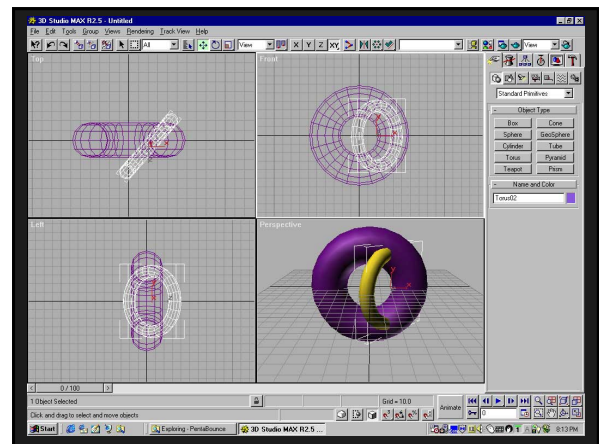 3D Studio MAX R2.5 - Untitled
File Edit Tools Group Views Rendering Track View Help
All View X Y Z XY View
Top
Front
Standard Primitives
- Object Type
Box Cone
Sphere GeoSphere
Cylinder Tube
Torus Pyramid
Teapot Prism
- Name and Color
Torus02
Left
Perspective
< 0 / 100 >
1 Object Selected
Grid = 10.0
Animate
Click and drag to select and move objects
0
Start
Exploring - PentaBounce
3D Studio MAX R2.5 ...
8:13 PM